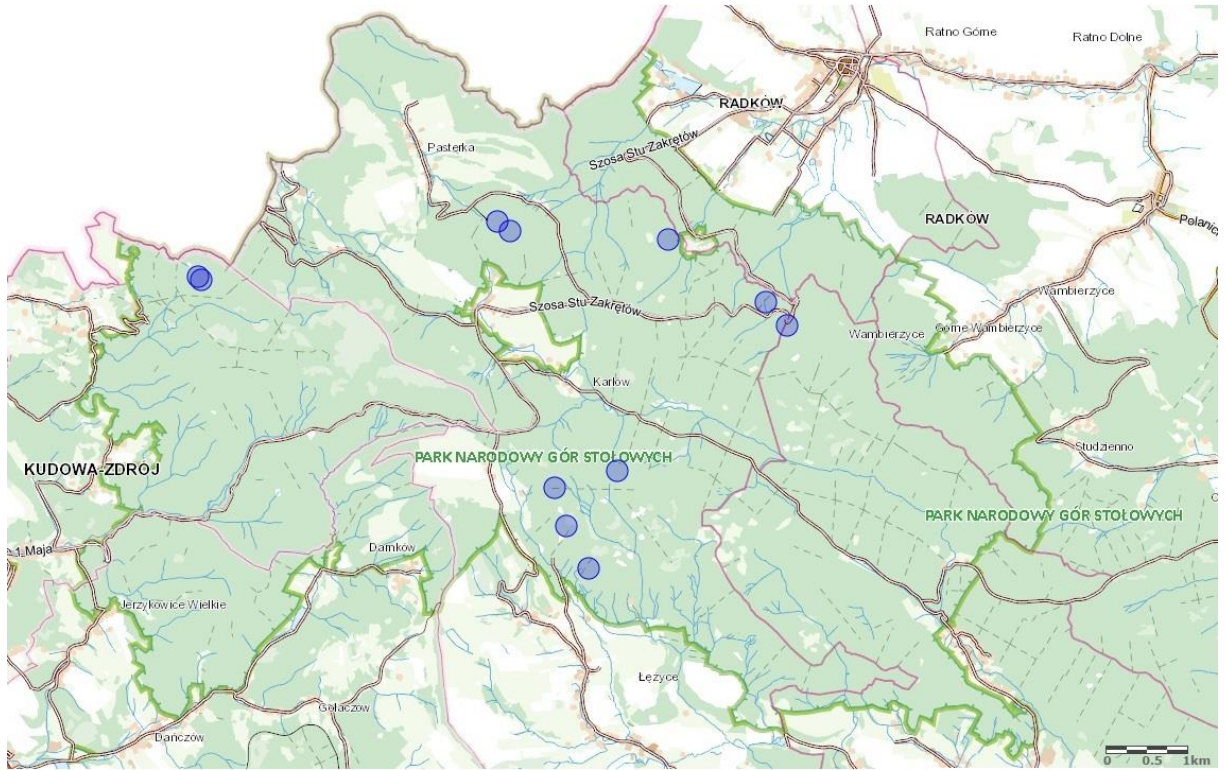 Ratno Górne
Ratno Dolne
RADKÓW
Pasterka
Szosa Stu Zakrętów
RADKÓW
Polanic
Wambierzyce
Szosa Stu Zakrętów
Wambierzyce
Górne Wambierzyce
Karłów
Studzienno
PARK NARODOWY GÓR STOŁOWYCH
KUDOWA-ZDRÓJ
PARK NARODOWY GÓR STOŁOWYCH
1 Maja
Darnków
Jerzykowice Wielkie
Łężyce
Gołaczów
Dańczów
0 0.5 1km